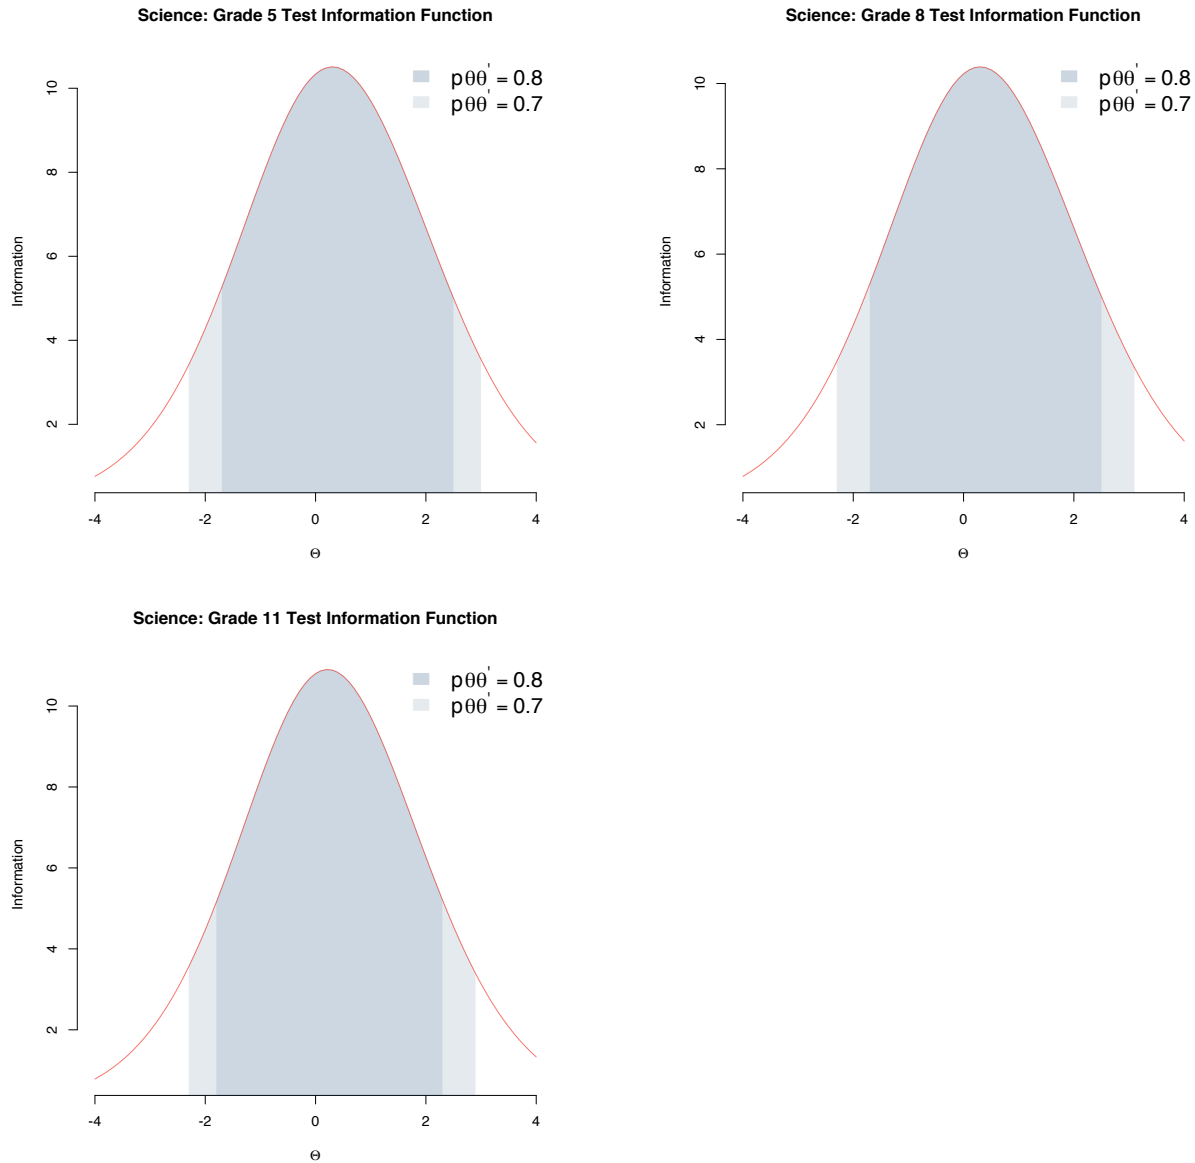 Science: Grade 5 Test Information Function
pθθ' = 0.8
pθθ' = 0.7
10
8
6
4
2
Information
-4 -2 0 2 4
Θ
Science: Grade 8 Test Information Function
pθθ' = 0.8
pθθ' = 0.7
10
8
6
4
2
Information
-4 -2 0 2 4
Θ
Science: Grade 11 Test Information Function
pθθ' = 0.8
pθθ' = 0.7
10
8
6
4
2
Information
-4 -2 0 2 4
Θ